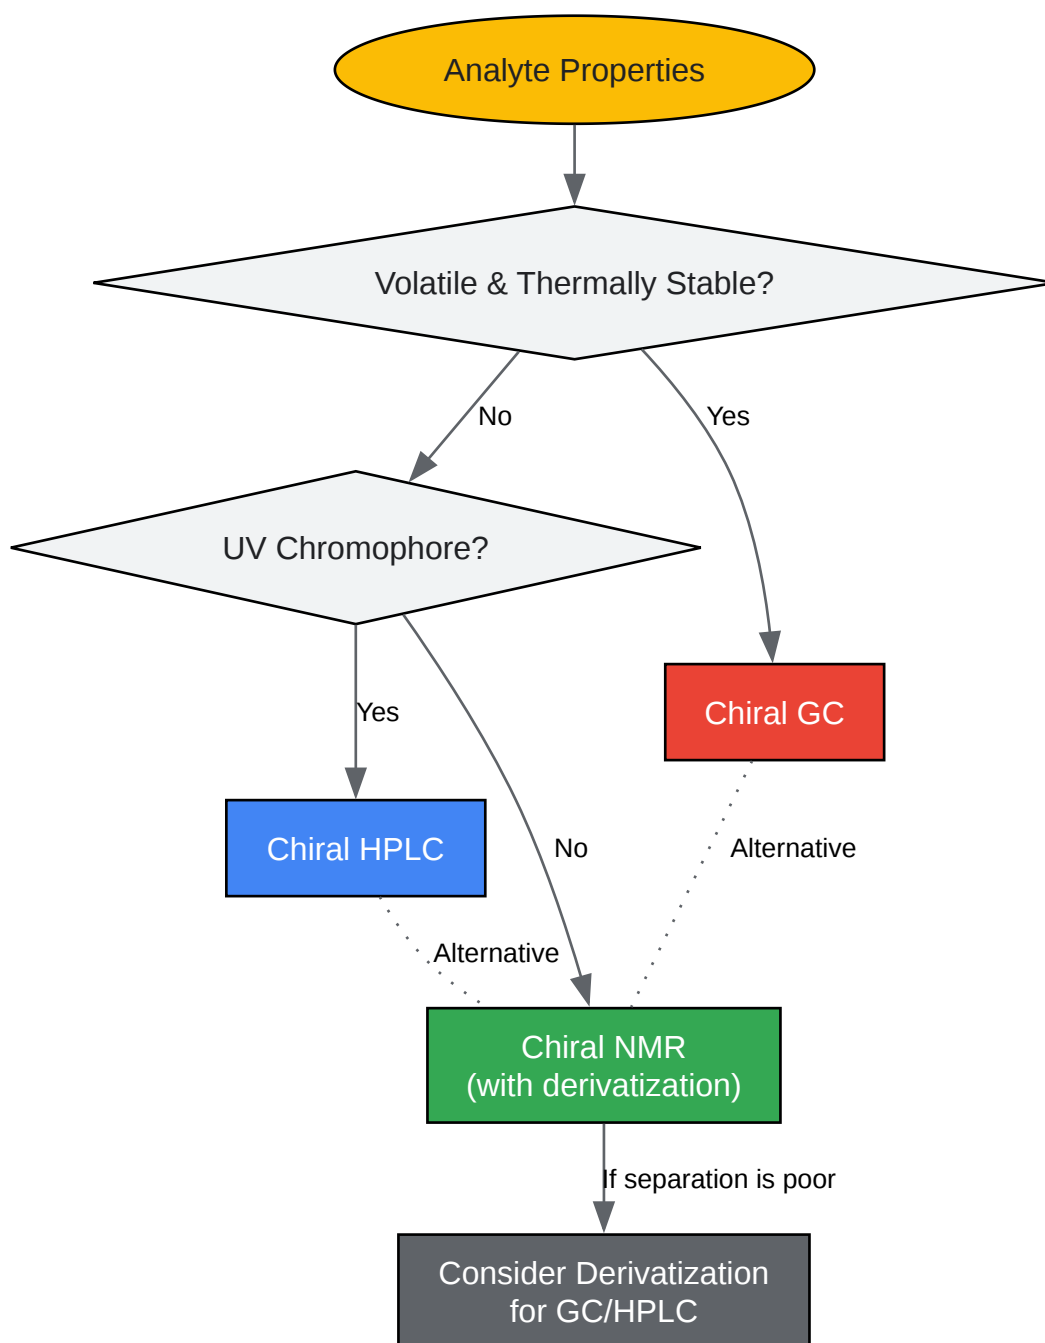 Analyte Properties
Volatile & Thermally Stable?
No
Yes
UV Chromophore?
Yes
Chiral GC
Chiral HPLC
No
Alternative
Alternative
Chiral NMR
(with derivatization)
If separation is poor
Consider Derivatization
for GC/HPLC